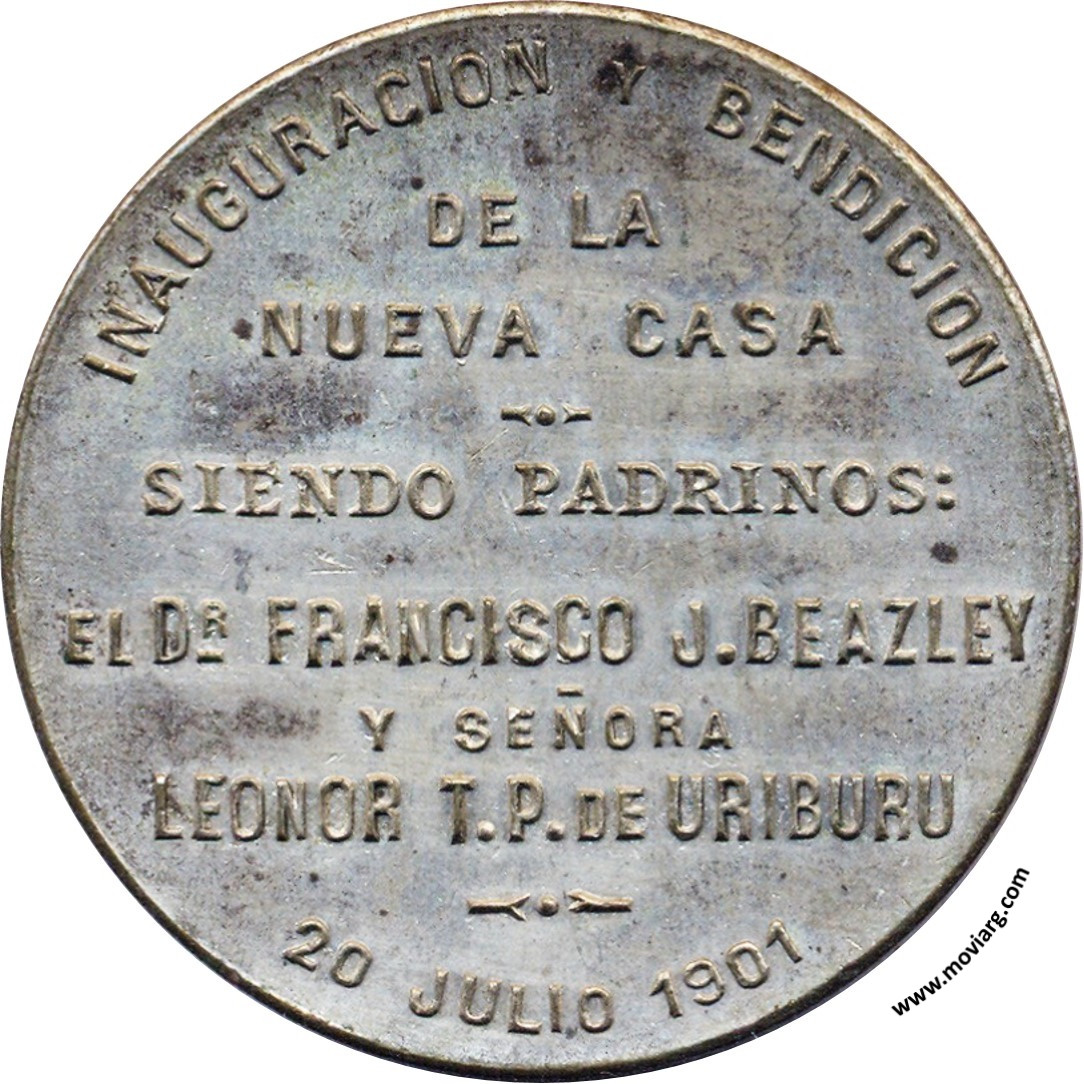 INAUGURACION Y BENDICION
DE LA
NUEVA CASA
SIENDO PADRINOS:
EL DR FRANCISCO J. BEAZLEY
Y SEÑORA
LEONOR T.P. DE URIBURU
20 JULIO 1901
www.moviarg.com